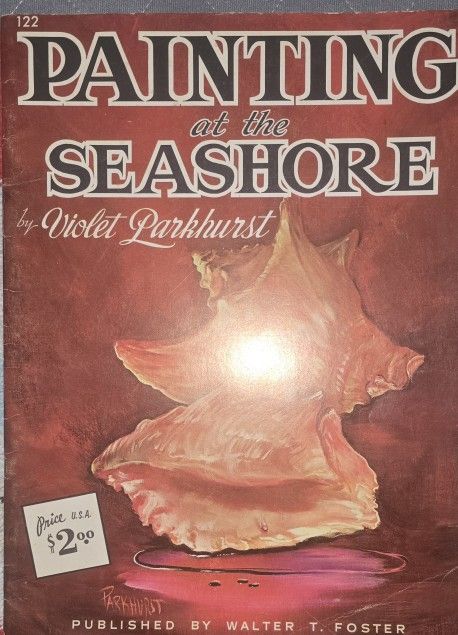 122
PAINTING
at the
SEASHORE
by Violet Parkhurst
Price U.S.A.
$2.00
PARKHURST
PUBLISHED BY WALTER T. FOSTER